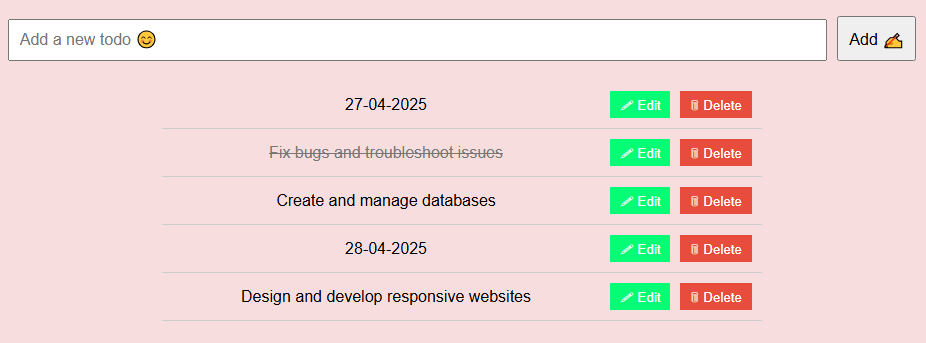 Add a new todo 😊 Add ✍
27-04-2025 Edit Delete
Fix bugs and troubleshoot issues Edit Delete
Create and manage databases Edit Delete
28-04-2025 Edit Delete
Design and develop responsive websites Edit Delete